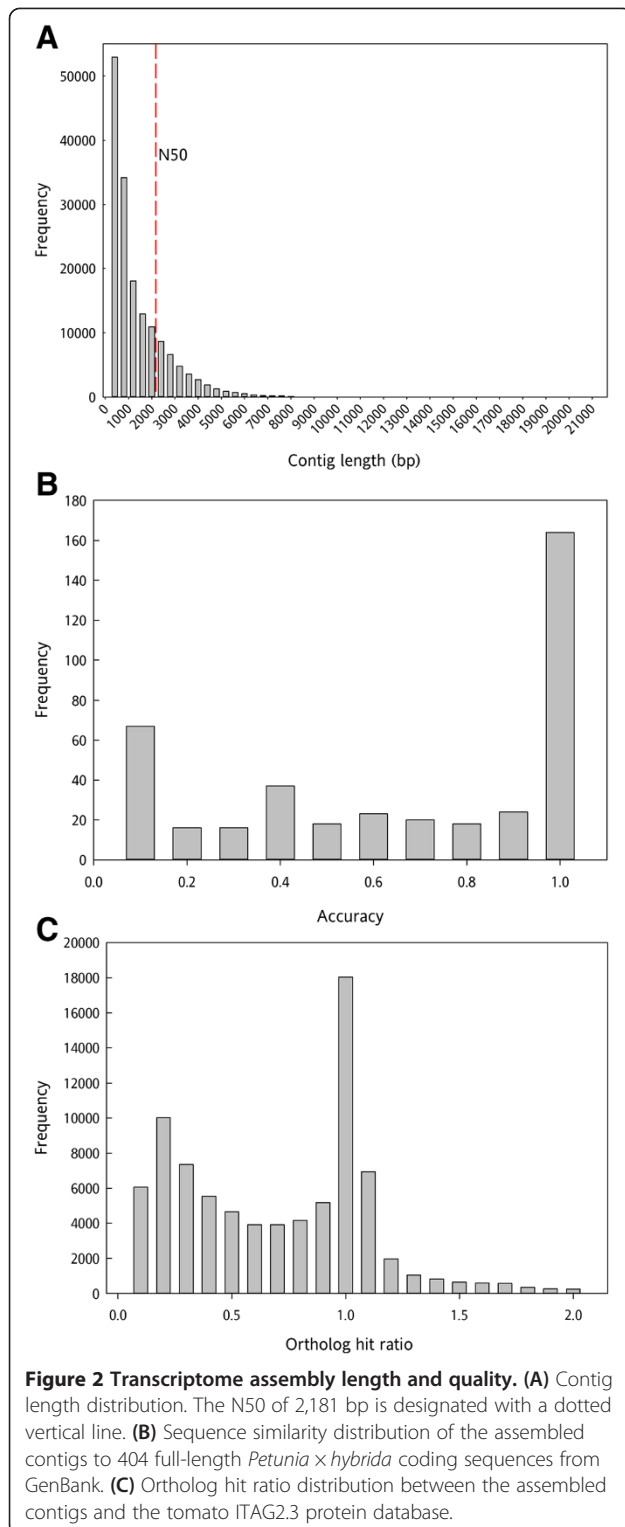 A
50000
40000
30000
20000
10000
0
Frequency
N50
0 1000 2000 3000 4000 5000 6000 7000 8000 9000 10000 11000 12000 13000 14000 15000 16000 17000 18000 19000 20000 21000
Contig length (bp)
B
180
160
140
120
100
80
60
40
20
0
Frequency
0.0 0.2 0.4 0.6 0.8 1.0
Accuracy
C
20000
18000
16000
14000
12000
10000
8000
6000
4000
2000
0
Frequency
0.0 0.5 1.0 1.5 2.0
Ortholog hit ratio
Figure 2 Transcriptome assembly length and quality. (A) Contig
length distribution. The N50 of 2,181 bp is designated with a dotted
vertical line. (B) Sequence similarity distribution of the assembled
contigs to 404 full-length Petunia × hybrida coding sequences from
GenBank. (C) Ortholog hit ratio distribution between the assembled
contigs and the tomato ITAG2.3 protein database.